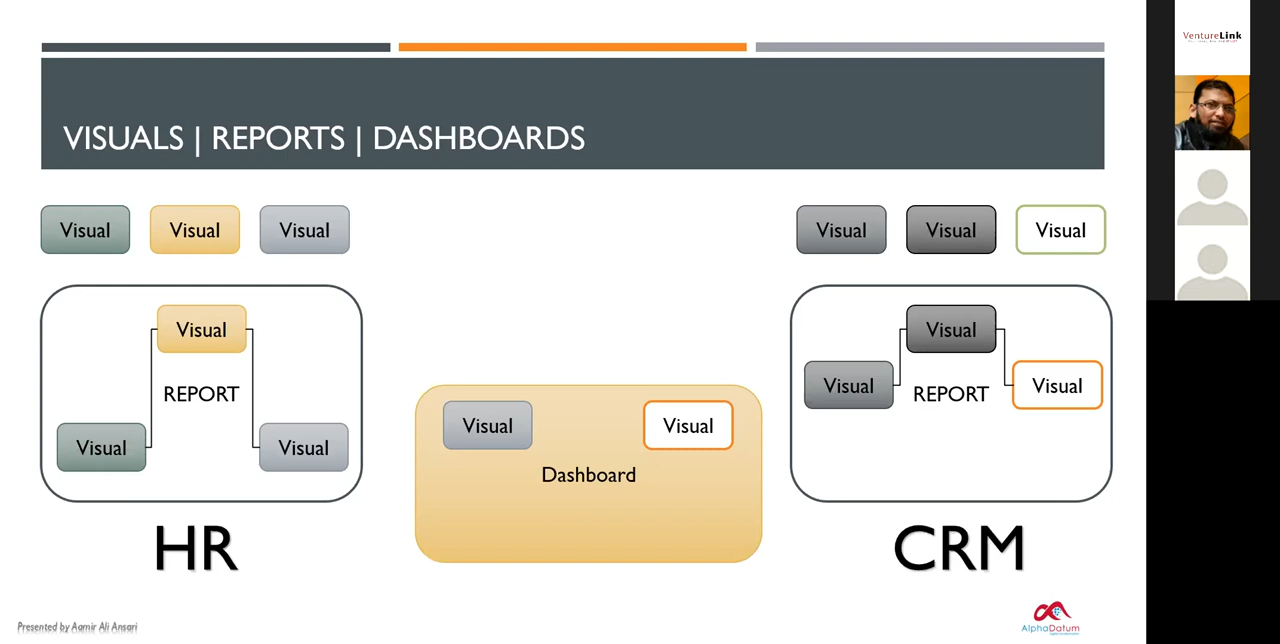 VentureLink
VISUALS | REPORTS | DASHBOARDS
Visual
Visual
Visual
Visual
Visual
Visual
Visual
REPORT
Visual
Visual
HR
Visual
Visual
Dashboard
Visual
Visual
REPORT
Visual
CRM
Presented by Aamir Ali Ansari
AlphaDatum